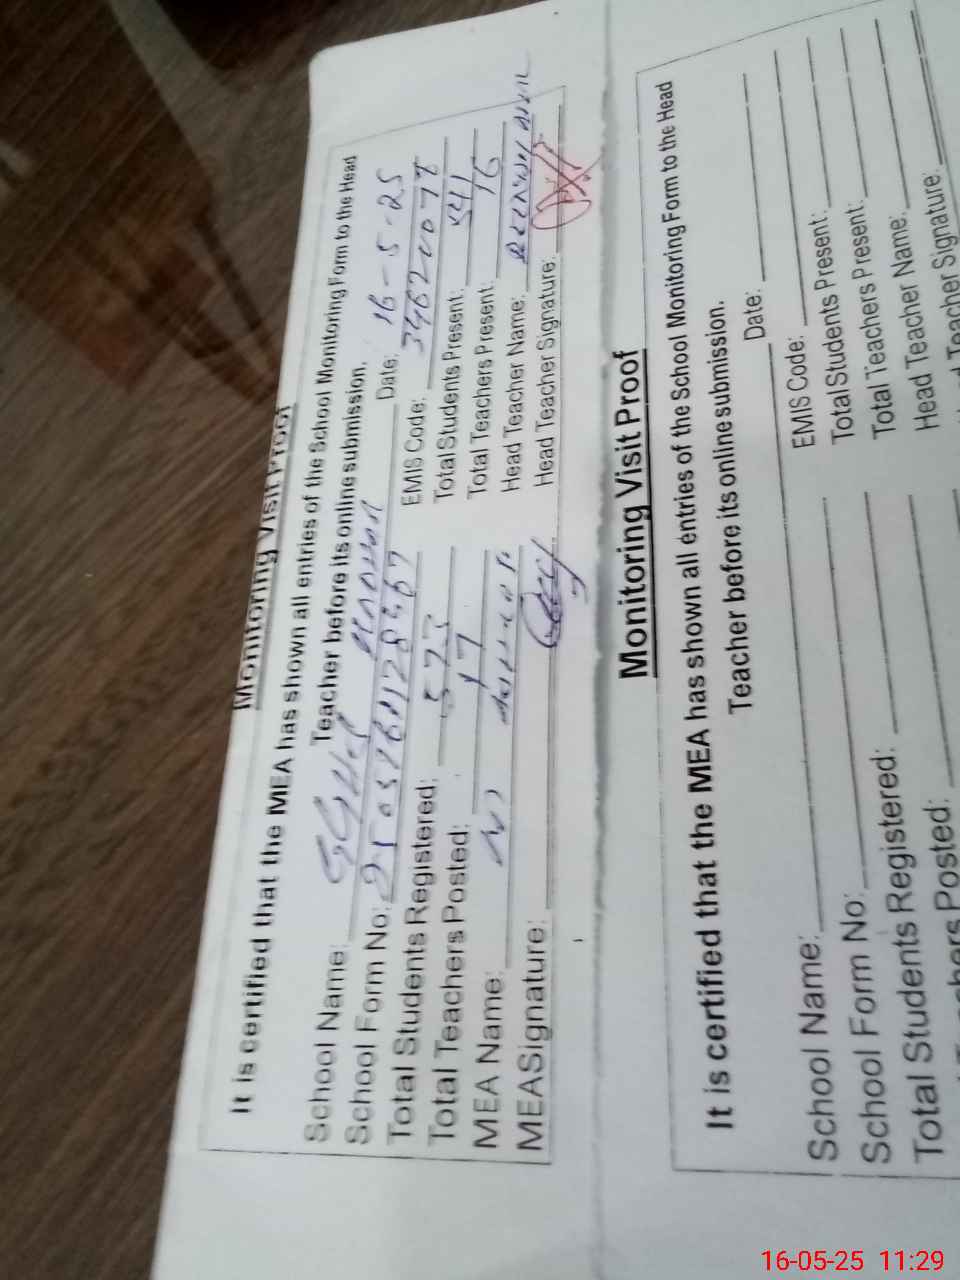 Monitoring Visit Proof
It is certified that the MEA has shown all entries of the School Monitoring Form to the Head
Teacher before its online submission.
School Name: Date: 16-5-25
School Form No: EMIS Code:
Total Students Registered: 573 Total Students Present: 541
Total Teachers Posted: 17 Total Teachers Present: 16
MEA Name: Head Teacher Name:
MEA Signature: Head Teacher Signature:
Monitoring Visit Proof
It is certified that the MEA has shown all entries of the School Monitoring Form to the Head
Teacher before its online submission.
School Name: Date:
School Form No: EMIS Code:
Total Students Registered: Total Students Present:
Teachers Posted: Total Teachers Present:
Head Teacher Name:
Teacher Signature:
16-05-25 11:29